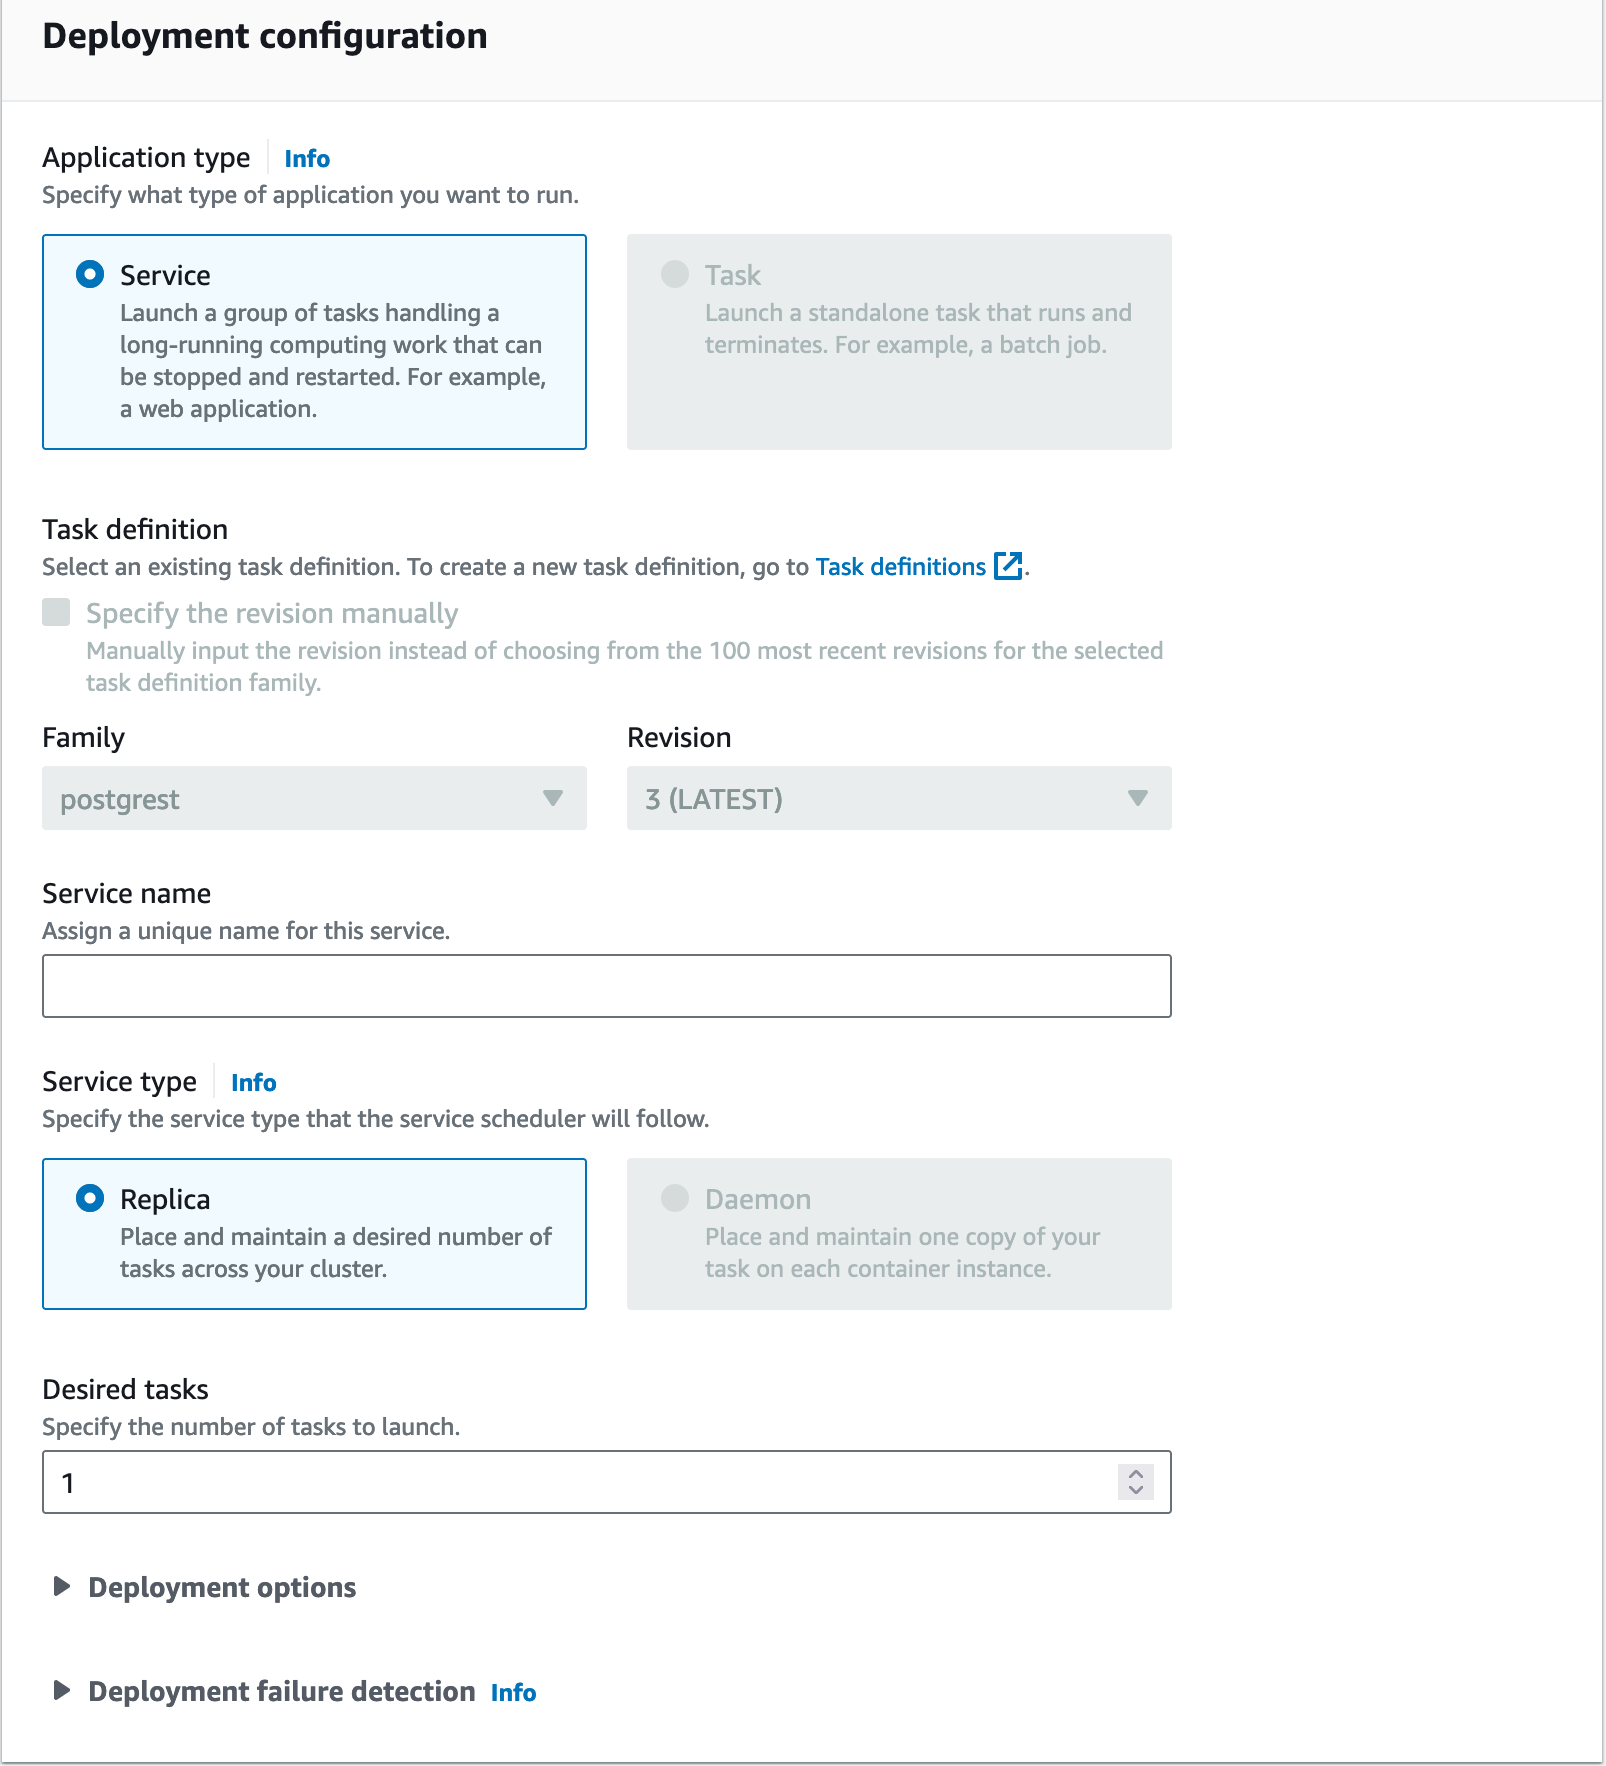 Deployment configuration
Application type Info
Specify what type of application you want to run.
Service
Launch a group of tasks handling a
long-running computing work that can
be stopped and restarted. For example,
a web application.
Task
Launch a standalone task that runs and
terminates. For example, a batch job.
Task definition
Select an existing task definition. To create a new task definition, go to Task definitions.
Specify the revision manually
Manually input the revision instead of choosing from the 100 most recent revisions for the selected
task definition family.
Family
postgrest
Revision
3 (LATEST)
Service name
Assign a unique name for this service.
Service type Info
Specify the service type that the service scheduler will follow.
Replica
Place and maintain a desired number of
tasks across your cluster.
Daemon
Place and maintain one copy of your
task on each container instance.
Desired tasks
Specify the number of tasks to launch.
1
Deployment options
Deployment failure detection Info